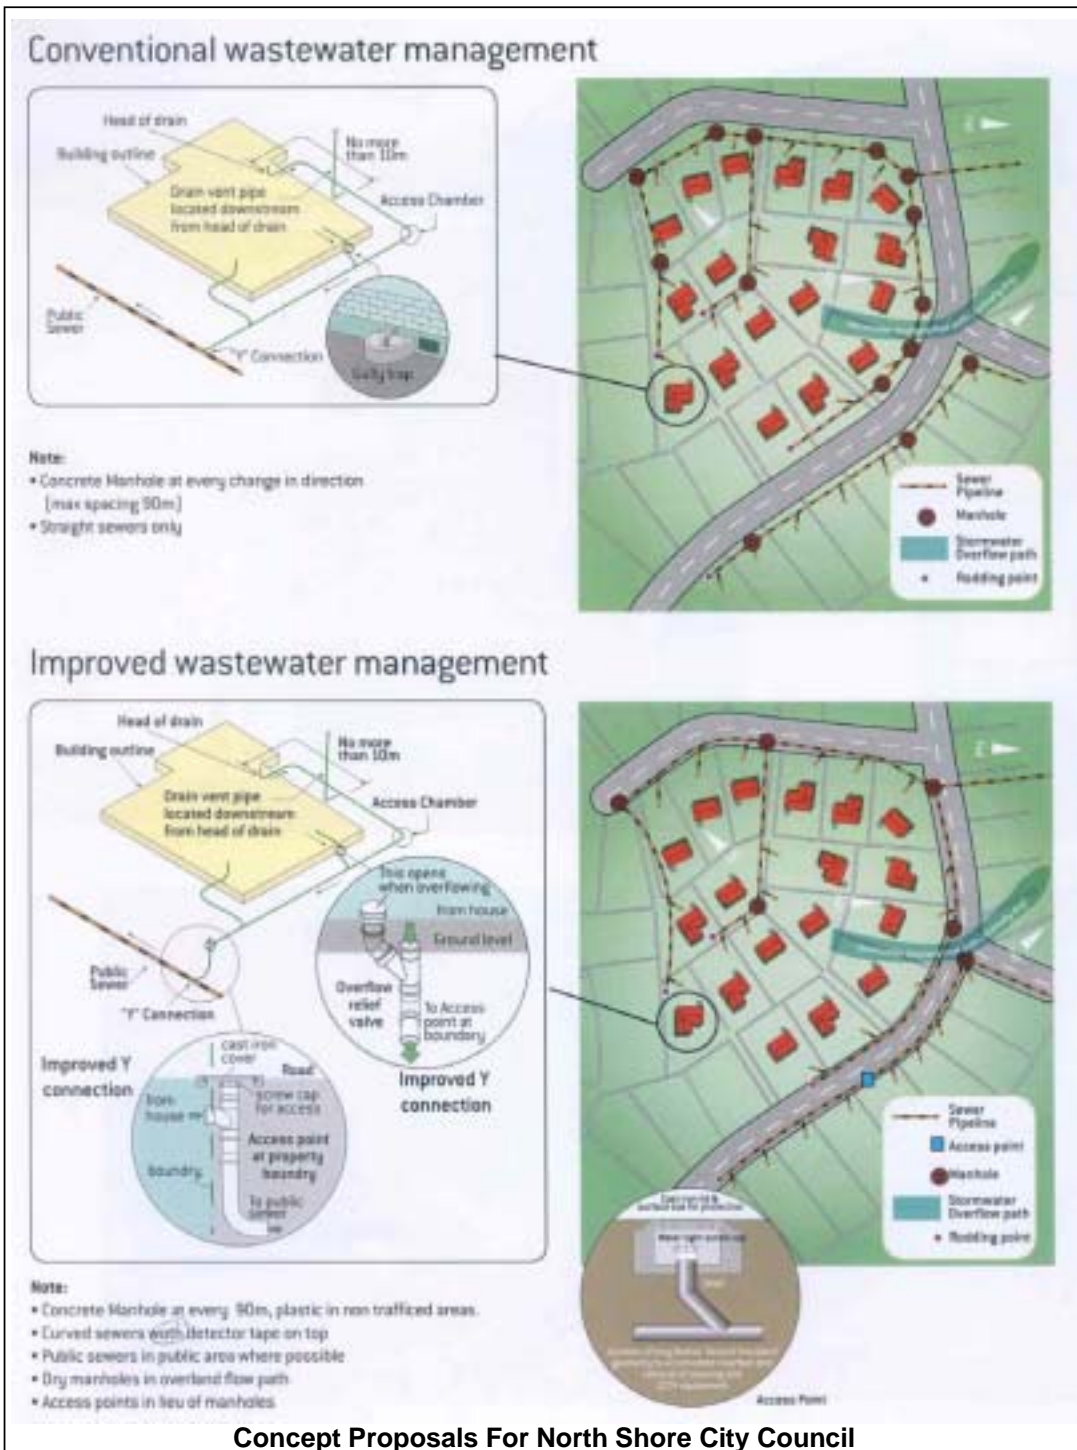 Conventional wastewater management
Head of drain
Building outline
No more
than 10m
Drain vent pipe
located downstream
from head of drain
Access Chamber
Public
Sewer
"Y" Connection
Gully trap
Note:
• Concrete Manhole at every change in direction
(max spacing 90m)
• Straight sewers only
Sewer
Pipeline
Manhole
Stormwater
Overflow path
Rodding point
Improved wastewater management
Head of drain
Building outline
No more
than 10m
Drain vent pipe
located downstream
from head of drain
Access Chamber
This opens
when overflowing
from house
Ground level
Overflow
relief
valve
To Access
point at
boundary
Public
Sewer
"Y" Connection
Improved Y
connection
Improved Y
connection
cast iron
cover
Road
screw cap
for access
from
house
Access point
at property
boundry
boundry
To public
sewer
Sewer
Pipeline
Access point
Manhole
Stormwater
Overflow path
Rodding point
Access Point
Note:
• Concrete Manhole at every 90m, plastic in non trafficed areas.
• Curved sewers with detector tape on top
• Public sewers in public area where possible
• Dry manholes in overland flow path
• Access points in lieu of manholes
Concept Proposals For North Shore City Council